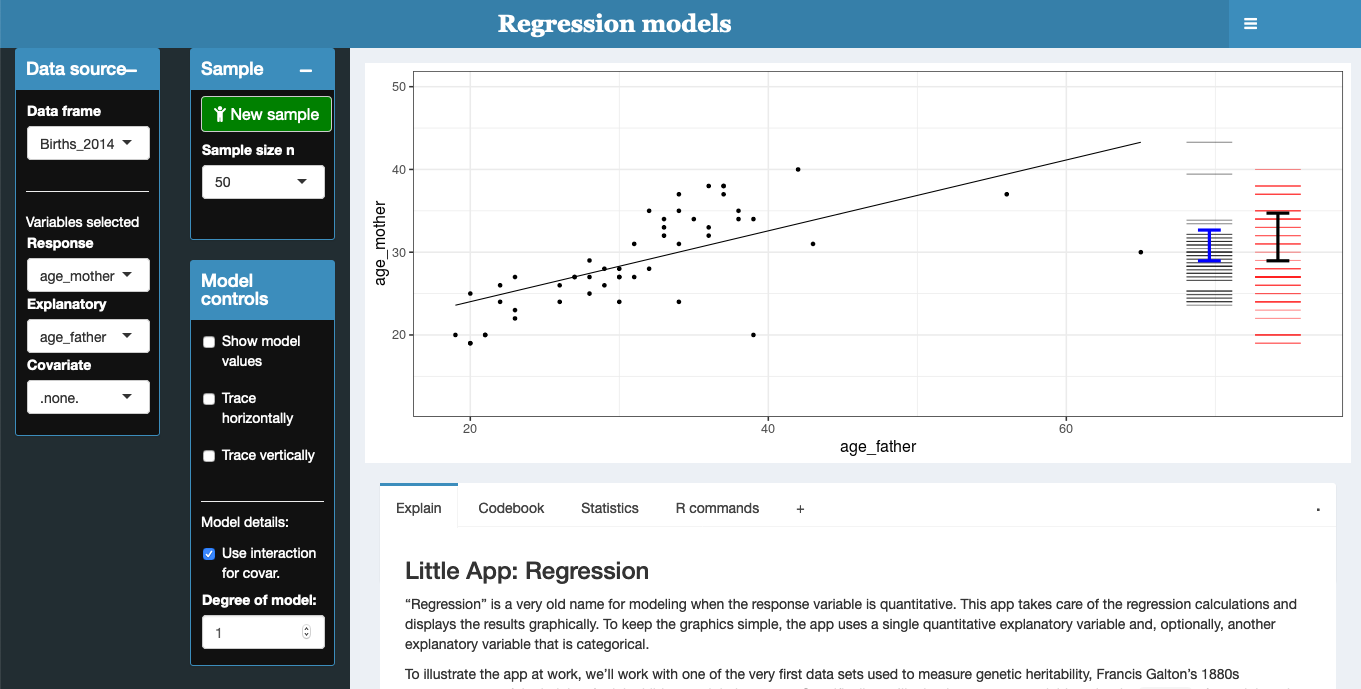 Regression models
Data source–
Data frame
Births_2014
Variables selected
Response
age_mother
Explanatory
age_father
Covariate
.none.
Sample –
New sample
Sample size n
50
Model
controls
Show model
values
Trace
horizontally
Trace vertically
Model details:
Use interaction
for covar.
Degree of model:
1
50
40
30
20
age_mother
20 40 60
age_father
Explain Codebook Statistics R commands +
Little App: Regression
“Regression” is a very old name for modeling when the response variable is quantitative. This app takes care of the regression calculations and
displays the results graphically. To keep the graphics simple, the app uses a single quantitative explanatory variable and, optionally, another
explanatory variable that is categorical.
To illustrate the app at work, we’ll work with one of the very first data sets used to measure genetic heritability, Francis Galton’s 1880s